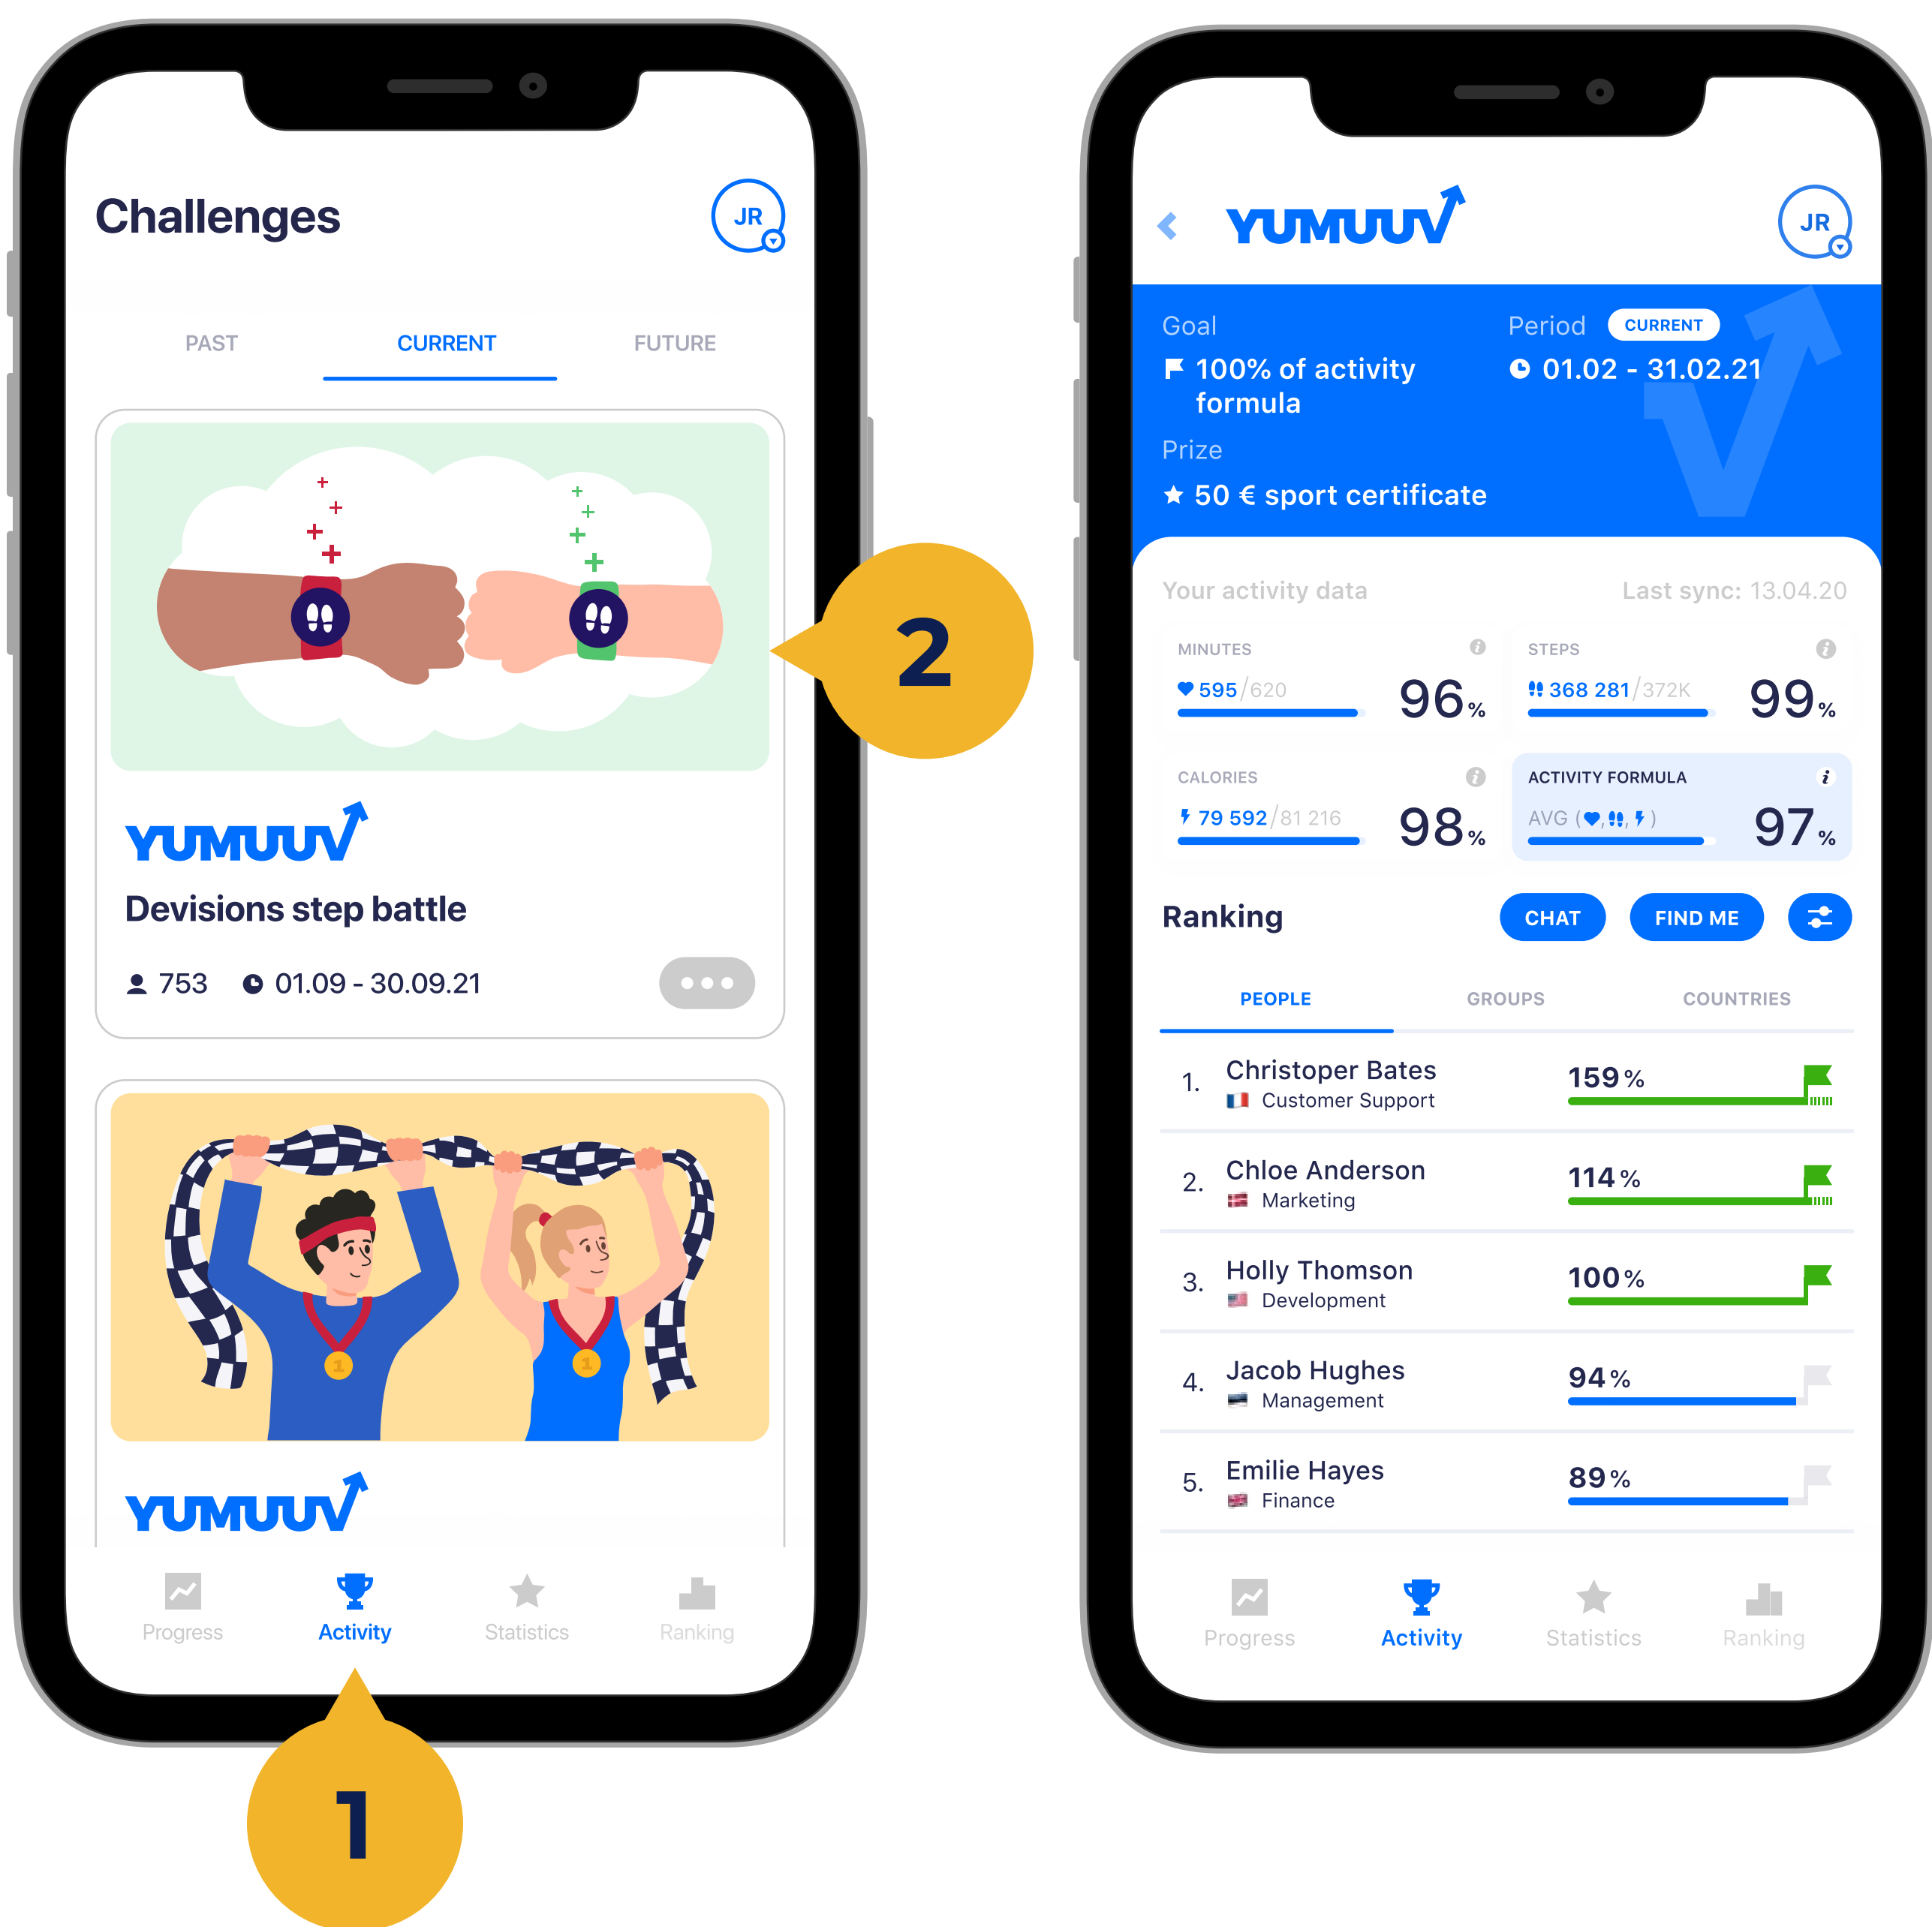 Challenges
JR
PAST
CURRENT
FUTURE
YUMUUV
Devisions step battle
753
01.09 - 30.09.21
1
1
YUMUUV
Progress
Activity
Statistics
Ranking
1
2
YUMUUV
JR
Goal
Period
CURRENT
100% of activity
formula
01.02 - 31.02.21
Prize
50 € sport certificate
Your activity data
Last sync: 13.04.20
MINUTES
595/620
96%
STEPS
368 281/372K
99%
CALORIES
79 592/81 216
98%
ACTIVITY FORMULA
AVG ( , , )
97%
Ranking
CHAT
FIND ME
PEOPLE
GROUPS
COUNTRIES
1.
Christoper Bates
Customer Support
159 %
2.
Chloe Anderson
Marketing
114 %
3.
Holly Thomson
Development
100 %
4.
Jacob Hughes
Management
94 %
5.
Emilie Hayes
Finance
89 %
Progress
Activity
Statistics
Ranking